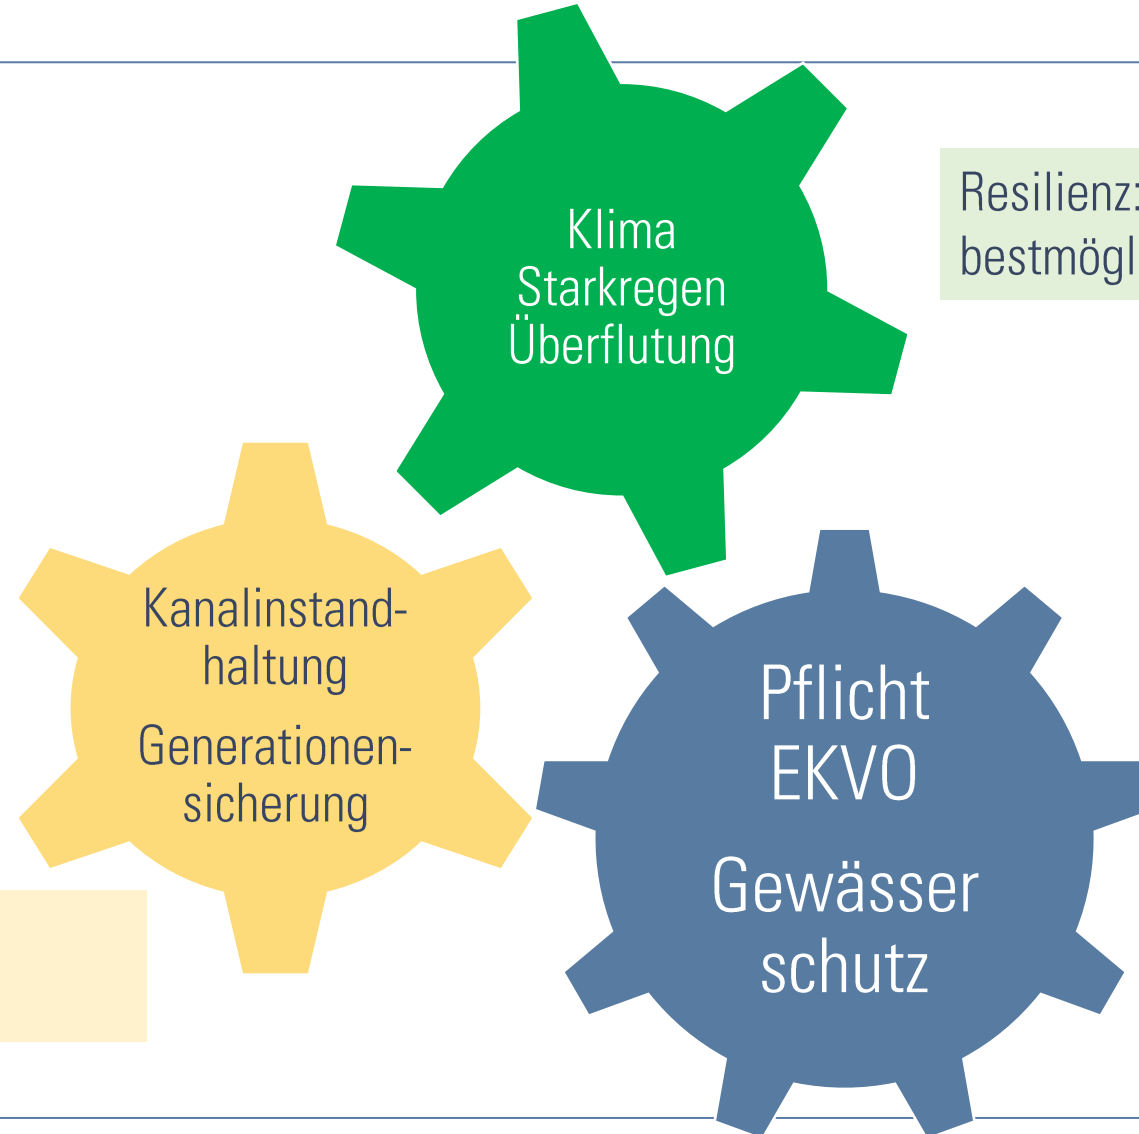 Klima
Starkregen
Überflutung
Resilienz:
Kanalinstand-
haltung
Generationen-
sicherung
Pflicht
EKVO
Gewässer
schutz